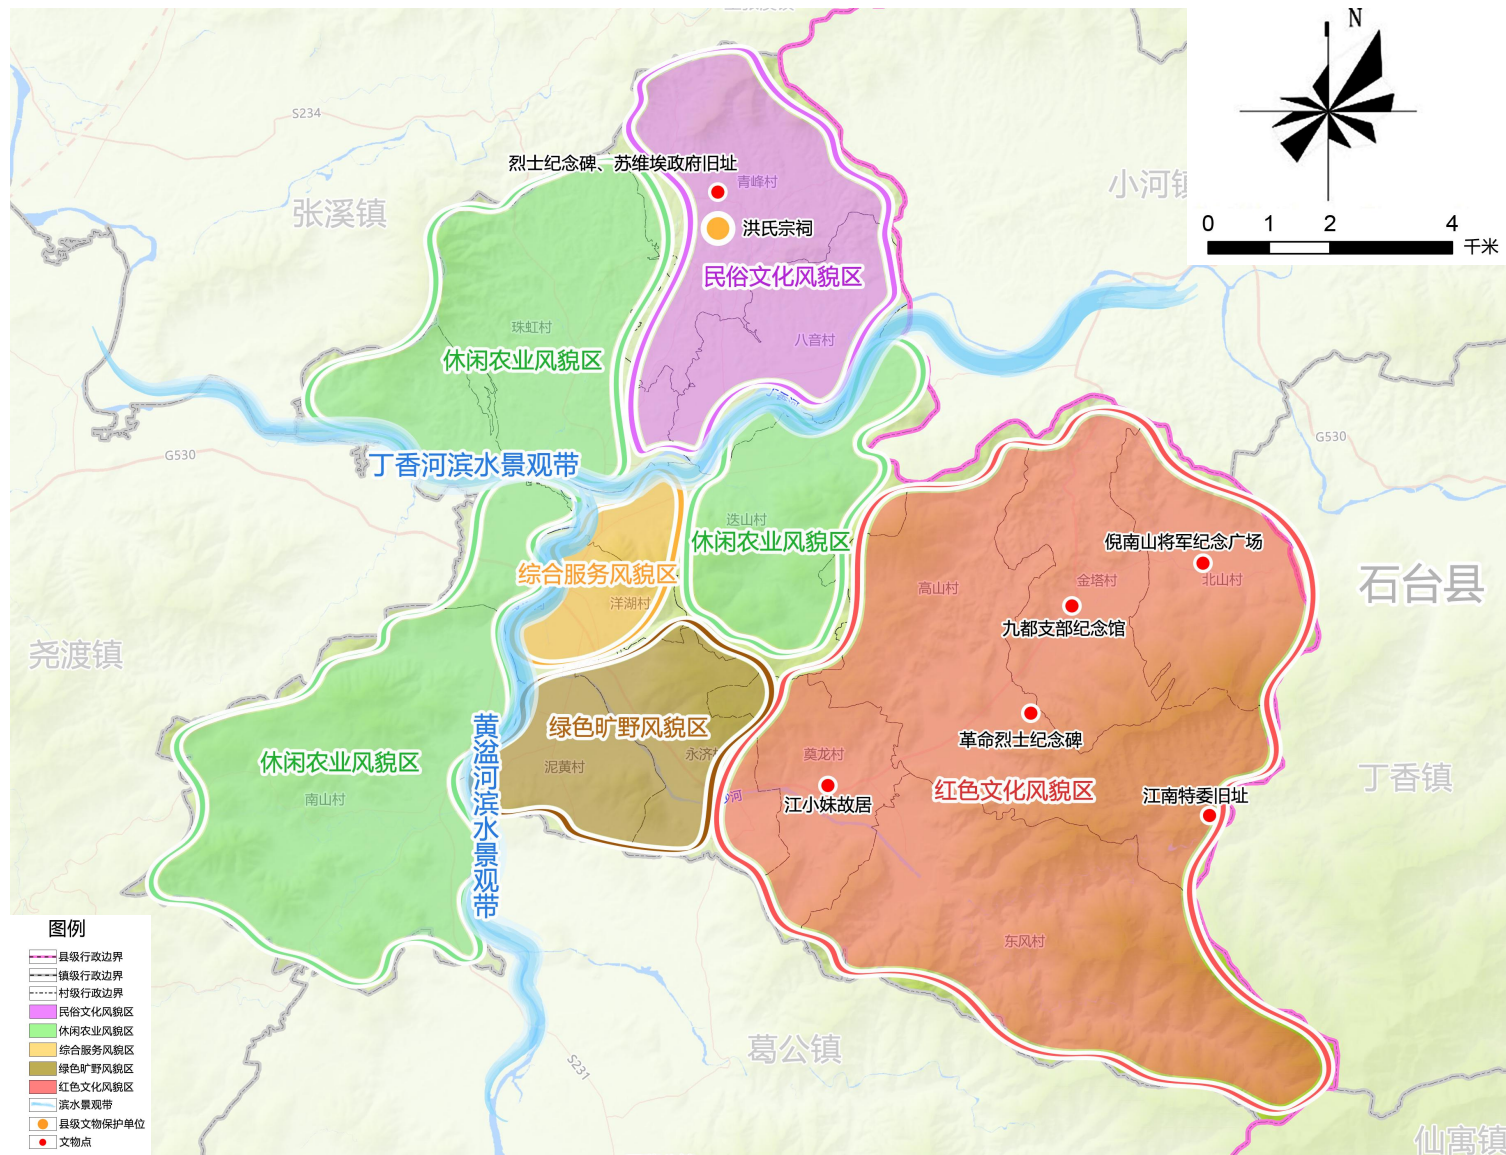 N
0 1 2 4
千米
S234
张溪镇
小河镇
烈士纪念碑、苏维埃政府旧址
青峰村
洪氏宗祠
民俗文化风貌区
珠虹村
八音村
休闲农业风貌区
G530
G530
丁香河滨水景观带
迭山村
休闲农业风貌区
倪南山将军纪念广场
综合服务风貌区
洋湖村
高山村
金塔村
北山村
石台县
九都支部纪念馆
尧渡镇
黄湓河滨水景观带
绿色旷野风貌区
永济村
泥黄村
革命烈士纪念碑
奠龙村
休闲农业风貌区
南山村
丁香镇
红色文化风貌区
江小妹故居
江南特委旧址
东风村
葛公镇
S231
仙寓镇
图例
县级行政边界
镇级行政边界
村级行政边界
民俗文化风貌区
休闲农业风貌区
综合服务风貌区
绿色旷野风貌区
红色文化风貌区
滨水景观带
县级文物保护单位
文物点